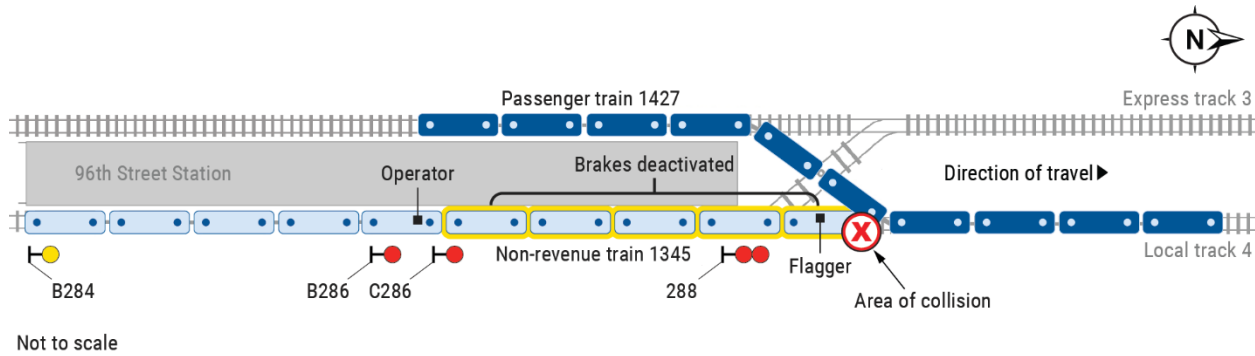 N
Passenger train 1427
Express track 3
96th Street Station
Operator
Brakes deactivated
Direction of travel
X
Non-revenue train 1345
Flagger
Local track 4
B284
B286
C286
288
Area of collision
Not to scale